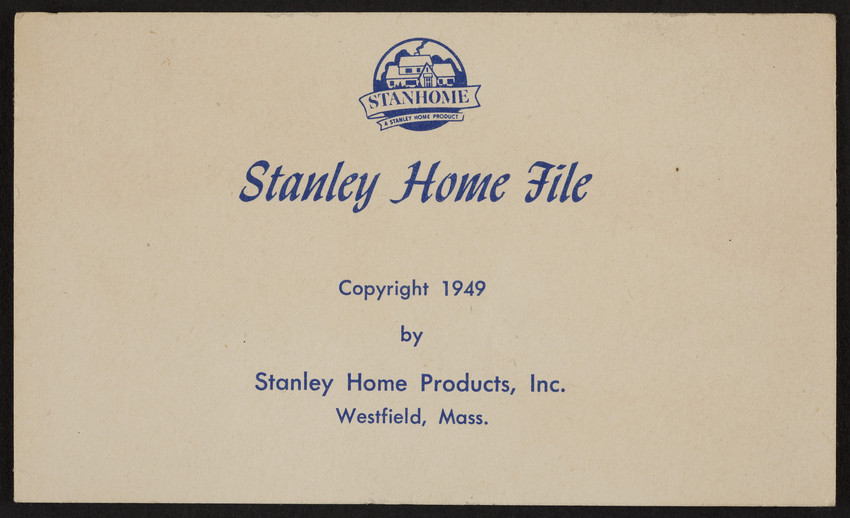 STANHOME
A STANLEY HOME PRODUCT
Stanley Home File
Copyright 1949
by
Stanley Home Products, Inc.
Westfield, Mass.